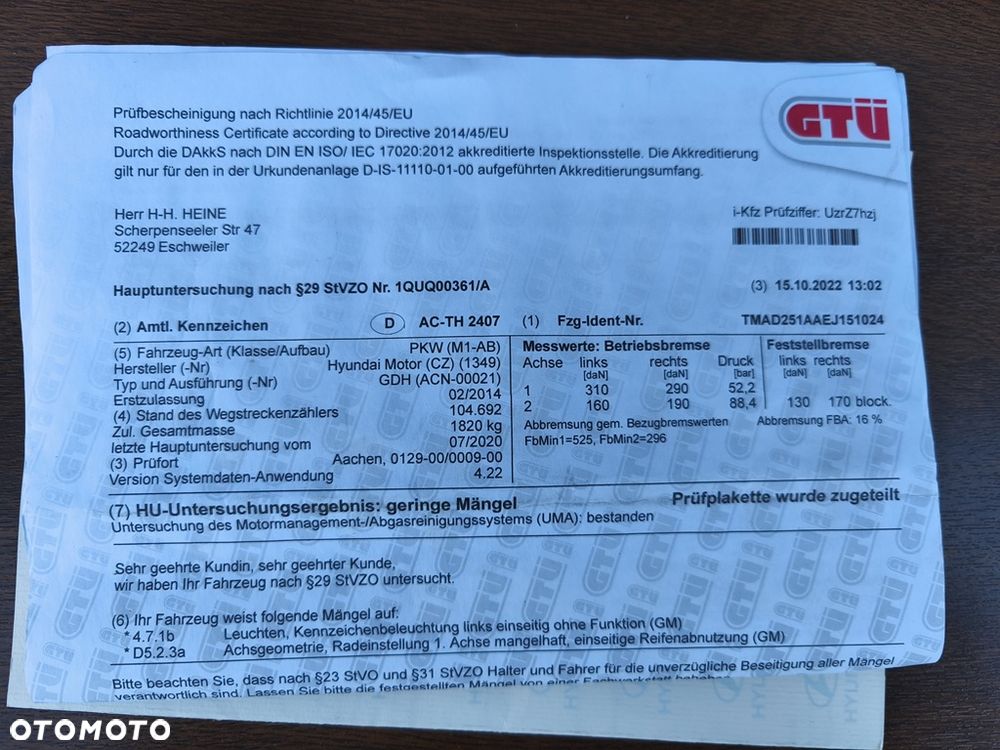 GTÜ
Prüfbescheinigung nach Richtlinie 2014/45/EU
Roadworthiness Certificate according to Directive 2014/45/EU
Durch die DAkkS nach DIN EN ISO/ IEC 17020:2012 akkreditierte Inspektionsstelle. Die Akkreditierung
gilt nur für den in der Urkundenanlage D-IS-11110-01-00 aufgeführten Akkreditierungsumfang.
Herr H-H. HEINE
Scherpenseeler Str 47
52249 Eschweiler
i-Kfz Prüfziffer: UzrZ7hzj
Hauptuntersuchung nach §29 StVZO Nr. 1QUQ00361/A (3) 15.10.2022 13:02
(2) Amtl. Kennzeichen D AC-TH 2407 (1) Fzg-Ident-Nr. TMAD251AAEJ151024
(5) Fahrzeug-Art (Klasse/Aufbau) PKW (M1-AB)
Hersteller (-Nr) Hyundai Motor (CZ) (1349)
Typ und Ausführung (-Nr) GDH (ACN-00021)
Erstzulassung 02/2014
(4) Stand des Wegstreckenzählers 104.692
Zul. Gesamtmasse 1820 kg
letzte Hauptuntersuchung vom 07/2020
(3) Prüfort Aachen, 0129-00/0009-00
Version Systemdaten-Anwendung 4.22
Messwerte: Betriebsbremse Feststellbremse
Achse links rechts Druck links rechts
[daN] [daN] [bar] [daN] [daN]
1 310 290 52,2
2 160 190 88,4 130 170 block.
Abbremsung gem. Bezugbremswerten Abbremsung FBA: 16 %
FbMin1=525, FbMin2=296
(7) HU-Untersuchungsergebnis: geringe Mängel Prüfplakette wurde zugeteilt
Untersuchung des Motormanagement-/Abgasreinigungssystems (UMA): bestanden
Sehr geehrte Kundin, sehr geehrter Kunde,
wir haben Ihr Fahrzeug nach §29 StVZO untersucht.
(6) Ihr Fahrzeug weist folgende Mängel auf:
* 4.7.1b Leuchten, Kennzeichenbeleuchtung links einseitig ohne Funktion (GM)
* D5.2.3a Achsgeometrie, Radeinstellung 1. Achse mangelhaft, einseitige Reifenabnutzung (GM)
Bitte beachten Sie, dass nach §23 StVO und §31 StVZO Halter und Fahrer für die unverzügliche Beseitigung aller Mängel
verantwortlich sind. Lassen Sie bitte die festgestellten Mängel von einer Fachwerkstatt beheben
OTOMOTO